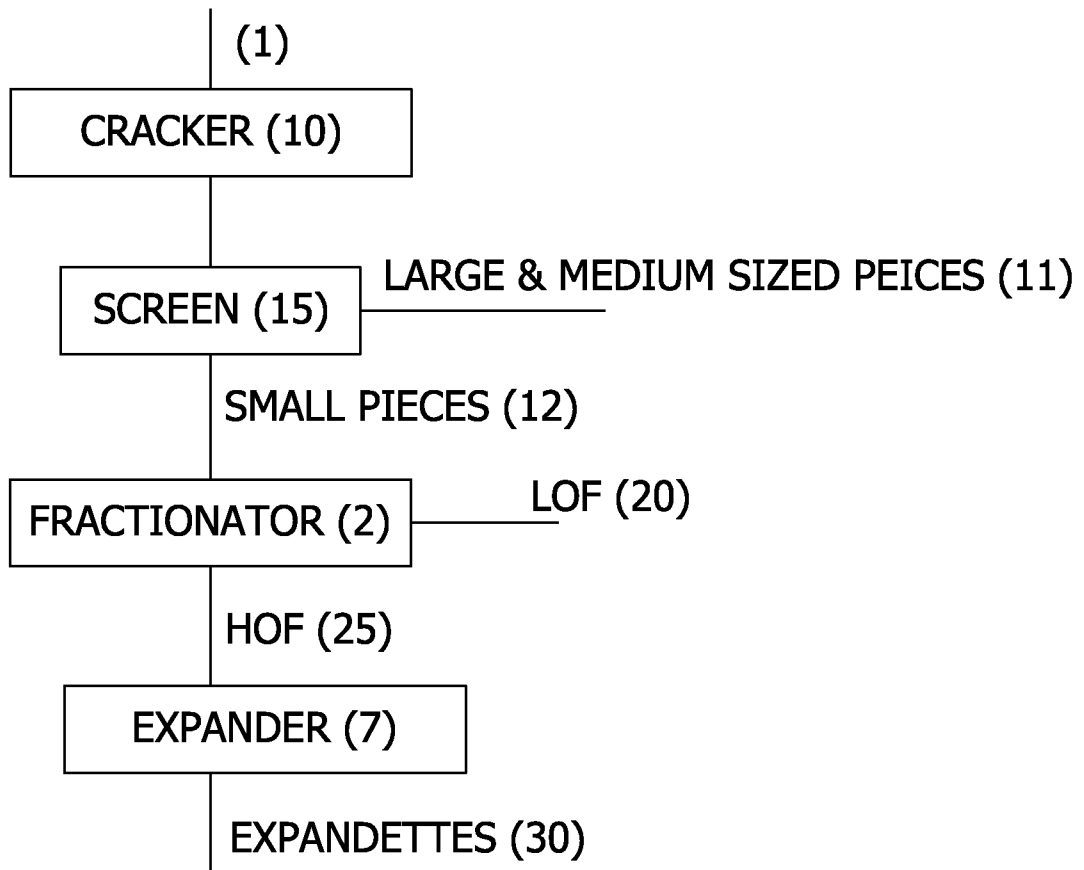 (1)
CRACKER (10)
LARGE & MEDIUM SIZED PEICES (11)
SCREEN (15)
SMALL PIECES (12)
LOF (20)
FRACTIONATOR (2)
HOF (25)
EXPANDER (7)
EXPANDETTES (30)